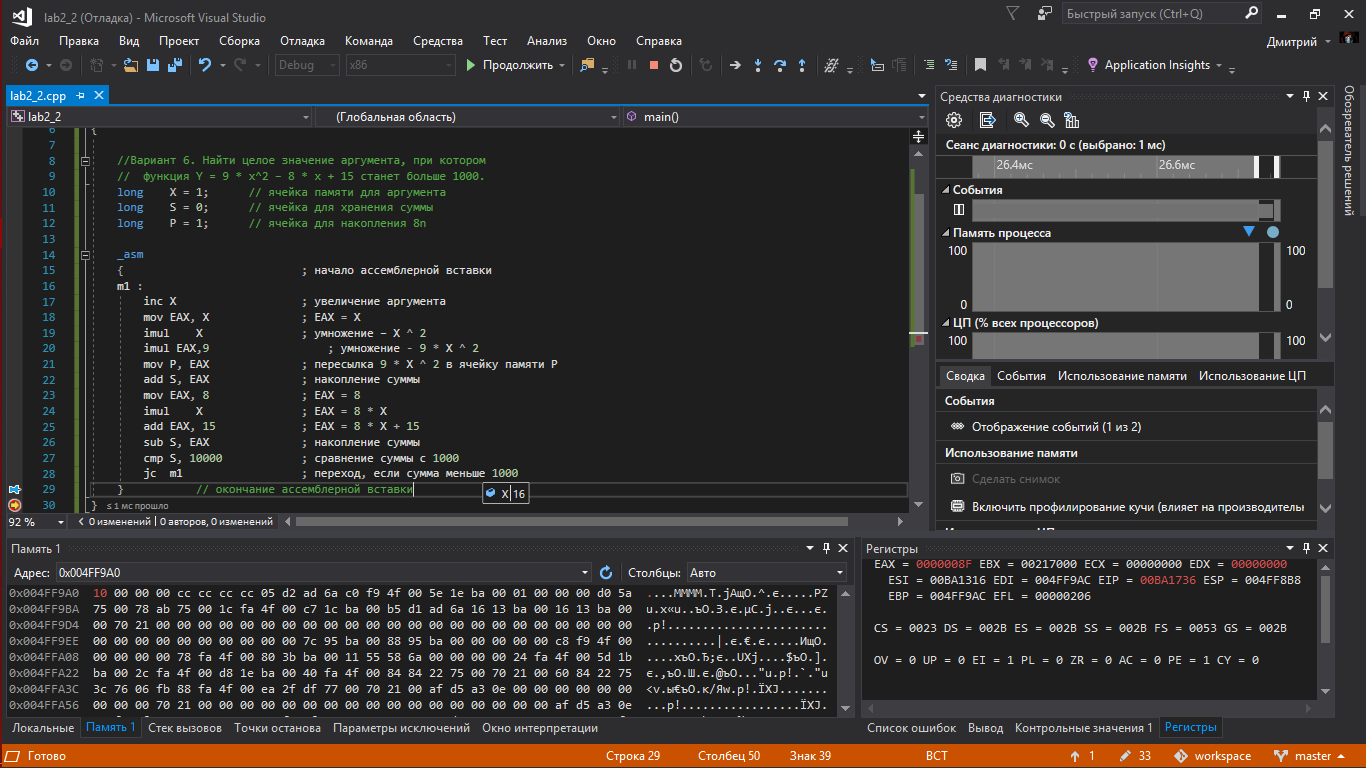 lab2_2 (Отладка) - Microsoft Visual Studio
Быстрый запуск (Ctrl+Q)
Файл Правка Вид Проект Сборка Отладка Команда Средства Тест Анализ Окно Справка
Дмитрий
Debug x86 Продолжить Application Insights
lab2_2.cpp
lab2_2 (Глобальная область) main()
6 {
7
8 //Вариант 6. Найти целое значение аргумента, при котором
9 // функция Y = 9 * x^2 – 8 * x + 15 станет больше 1000.
10 long X = 1; // ячейка памяти для аргумента
11 long S = 0; // ячейка для хранения суммы
12 long P = 1; // ячейка для накопления 8n
13
14 _asm
15 { ; начало ассемблерной вставки
16 m1 :
17 inc X ; увеличение аргумента
18 mov EAX, X ; EAX = X
19 imul X ; умножение – X ^ 2
20 imul EAX,9 ; умножение - 9 * X ^ 2
21 mov P, EAX ; пересылка 9 * X ^ 2 в ячейку памяти P
22 add S, EAX ; накопление суммы
23 mov EAX, 8 ; EAX = 8
24 imul X ; EAX = 8 * X
25 add EAX, 15 ; EAX = 8 * X + 15
26 sub S, EAX ; накопление суммы
27 cmp S, 10000 ; сравнение суммы с 1000
28 jc m1 ; переход, если сумма меньше 1000
29 } // окончание ассемблерной вставки
X 16
30 } ≤ 1 мс прошло
92 % 0 изменений | 0 авторов, 0 изменений
Средства диагностики
Сеанс диагностики: 0 с (выбрано: 1 мс)
26.4мс 26.6мс
События
Память процесса
100 100
0 0
ЦП (% всех процессоров)
100 100
Сводка События Использование памяти Использование ЦП
События
Отображение событий (1 из 2)
Использование памяти
Сделать снимок
Включить профилирование кучи (влияет на производитель
Обозреватель решений
Память 1
Адрес: 0x004FF9A0 Столбцы: Авто
0x004FF9A0 10 00 00 00 cc cc cc cc 05 d2 ad 6a c0 f9 4f 00 5e 1e ba 00 01 00 00 00 d0 5a
0x004FF9BA 75 00 78 ab 75 00 1c fa 4f 00 c7 1c ba 00 b5 d1 ad 6a 16 13 ba 00 16 13 ba 00
0x004FF9D4 00 70 21 00 00 00 00 00 00 00 00 00 00 00 00 00 00 00 00 00 00 00 00 00 00 00
0x004FF9EE 00 00 00 00 00 00 00 00 00 00 7c 95 ba 00 88 95 ba 00 00 00 00 00 c8 f9 4f 00
0x004FFA08 00 00 00 00 78 fa 4f 00 80 3b ba 00 11 55 58 6a 00 00 00 00 24 fa 4f 00 5d 1b
0x004FFA22 ba 00 2c fa 4f 00 d8 1e ba 00 40 fa 4f 00 84 84 22 75 00 70 21 00 60 84 22 75
0x004FFA3C 3c 76 06 fb 88 fa 4f 00 ea 2f df 77 00 70 21 00 af d5 a3 0e 00 00 00 00 00 00
0x004FFA56 00 00 00 70 21 00 00 00 00 00 00 00 00 00 00 00 00 00 00 00 00 00 af d5 a3 0e
Локальные Память 1 Стек вызовов Точки останова Параметры исключений Окно интерпретации
Регистры
EAX = 0000008F EBX = 00217000 ECX = 00000000 EDX = 00000000
ESI = 00BA1316 EDI = 004FF9AC EIP = 00BA1736 ESP = 004FF8B8
EBP = 004FF9AC EFL = 00000206
CS = 0023 DS = 002B ES = 002B SS = 002B FS = 0053 GS = 002B
OV = 0 UP = 0 EI = 1 PL = 0 ZR = 0 AC = 0 PE = 1 CY = 0
Список ошибок Вывод Контрольные значения 1 Регистры
Готово Строка 29 Столбец 50 Знак 39 ВСТ 1 33 workspace master